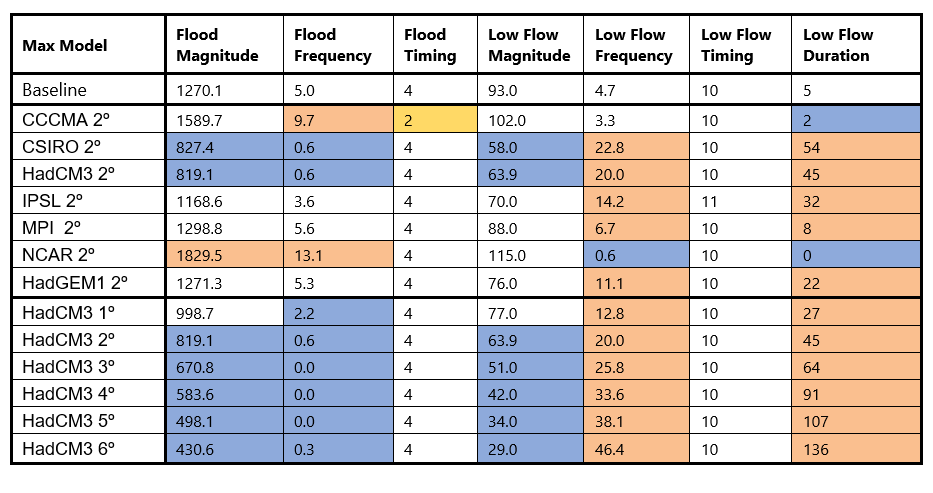 Max Model Flood Magnitude Flood Frequency Flood Timing Low Flow Magnitude Low Flow Frequency Low Flow Timing Low Flow Duration
Baseline 1270.1 5.0 4 93.0 4.7 10 5
CCCMA 2º 1589.7 9.7 2 102.0 3.3 10 2
CSIRO 2º 827.4 0.6 4 58.0 22.8 10 54
HadCM3 2º 819.1 0.6 4 63.9 20.0 10 45
IPSL 2º 1168.6 3.6 4 70.0 14.2 11 32
MPI 2º 1298.8 5.6 4 88.0 6.7 10 8
NCAR 2º 1829.5 13.1 4 115.0 0.6 10 0
HadGEM1 2º 1271.3 5.3 4 76.0 11.1 10 22
HadCM3 1º 998.7 2.2 4 77.0 12.8 10 27
HadCM3 2º 819.1 0.6 4 63.9 20.0 10 45
HadCM3 3º 670.8 0.0 4 51.0 25.8 10 64
HadCM3 4º 583.6 0.0 4 42.0 33.6 10 91
HadCM3 5º 498.1 0.0 4 34.0 38.1 10 107
HadCM3 6º 430.6 0.3 4 29.0 46.4 10 136